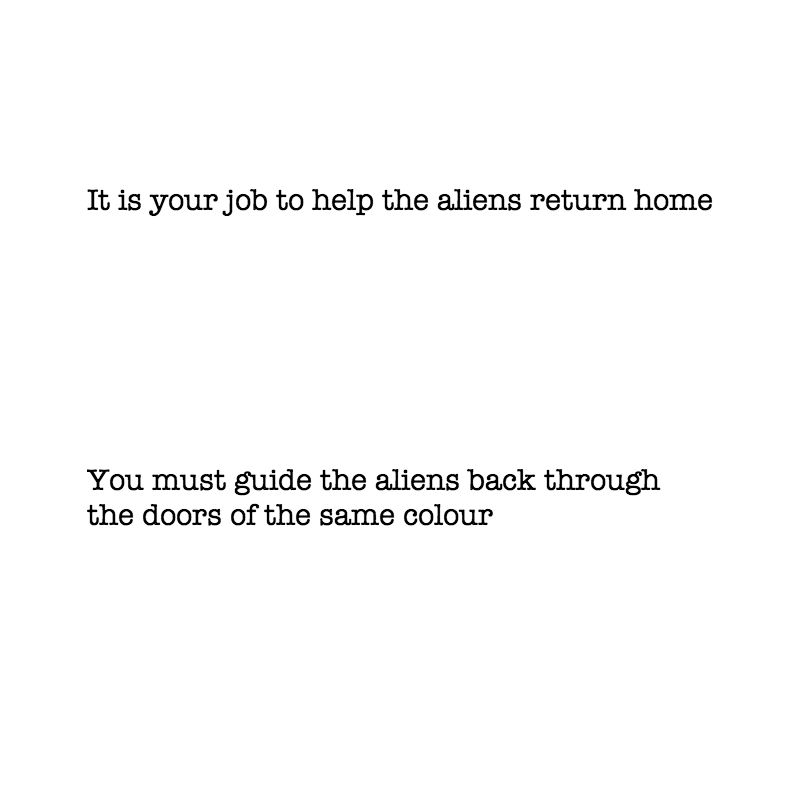 It is your job to help the aliens return home
You must guide the aliens back through
the doors of the same colour